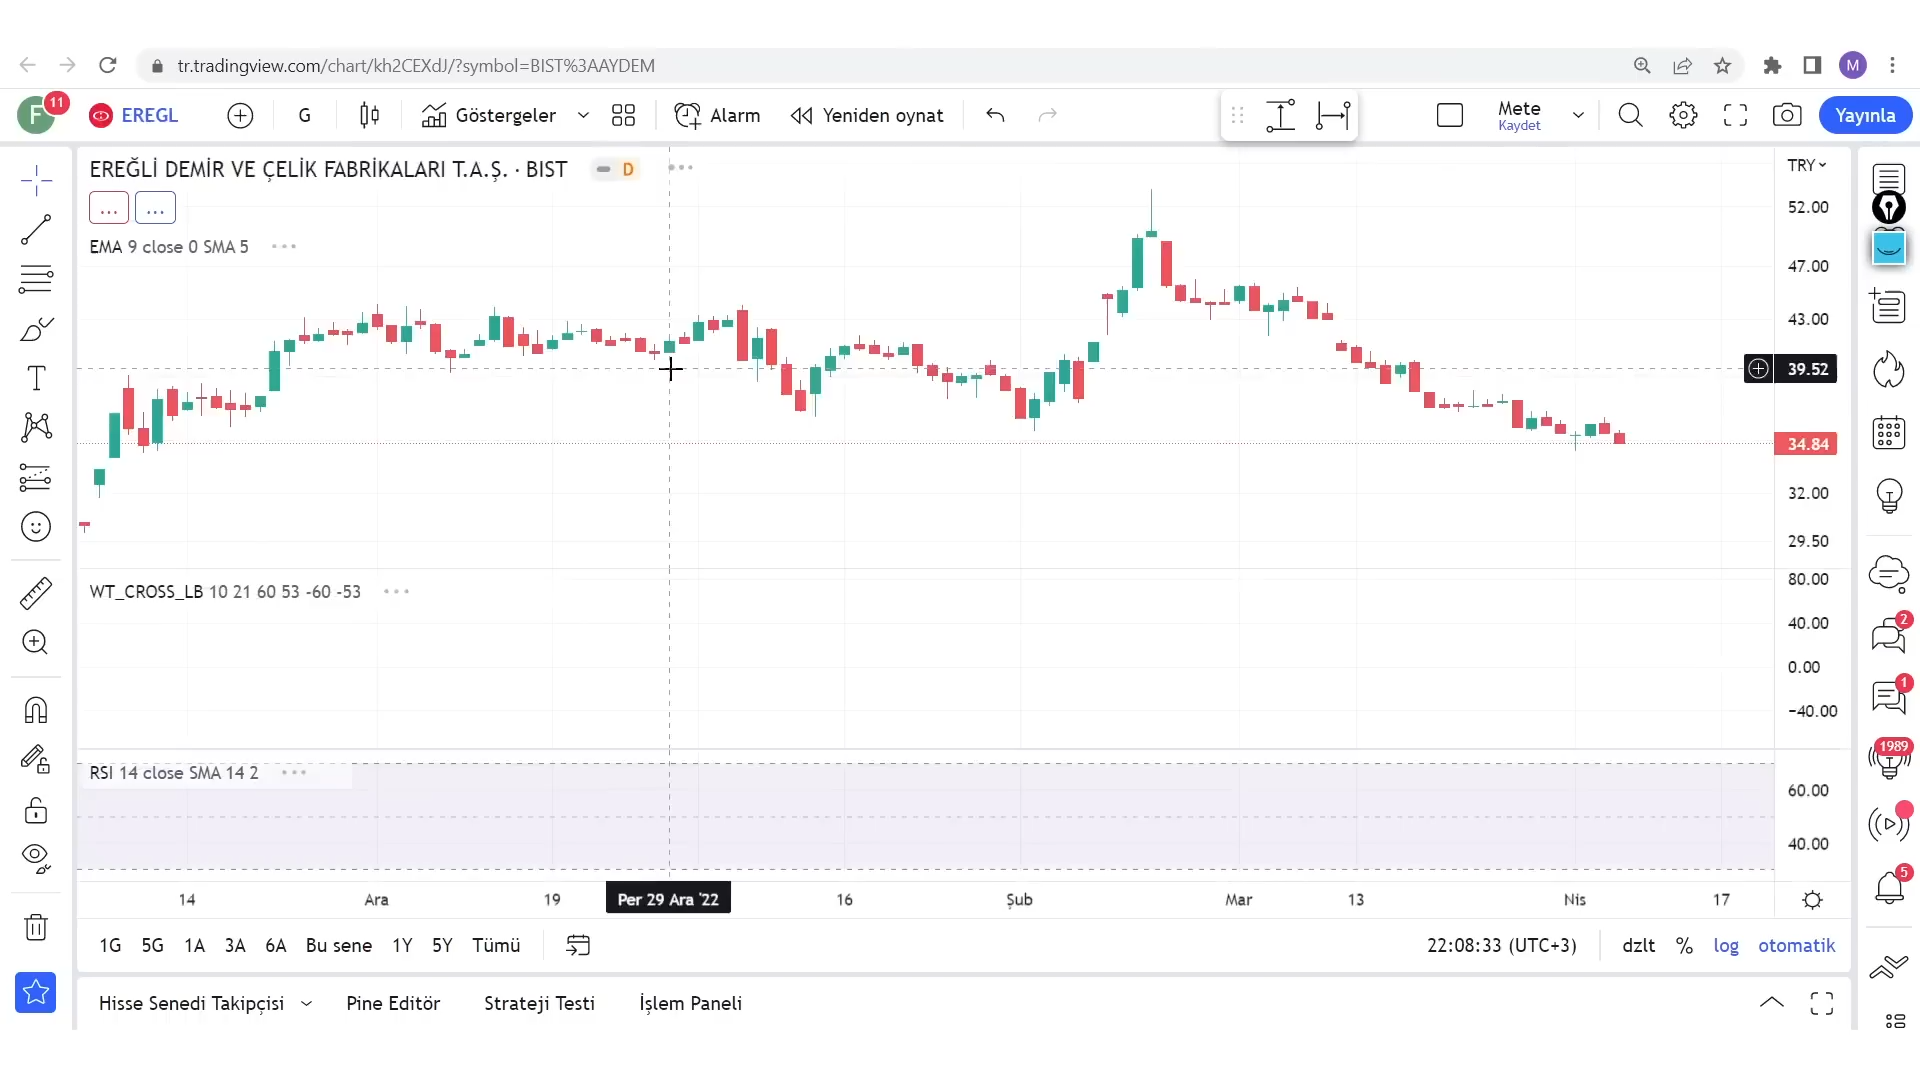 tr.tradingview.com/chart/kh2CEXdJ/?symbol=BIST%3AAYDEM
M
F 11 EREGL G Göstergeler Alarm Yeniden oynat Mete Kaydet Yayınla
EREĞLİ DEMİR VE ÇELİK FABRİKALARI T.A.Ş. · BIST D
TRY
... ...
EMA 9 close 0 SMA 5
52.00
47.00
43.00
39.52
34.84
32.00
29.50
WT_CROSS_LB 10 21 60 53 -60 -53
80.00
40.00
0.00
−40.00
RSI 14 close SMA 14 2
60.00
40.00
2
1
1989
5
14 Ara 19 Per 29 Ara '22 16 Şub Mar 13 Nis 17
1G 5G 1A 3A 6A Bu sene 1Y 5Y Tümü 22:08:33 (UTC+3) dzlt % log otomatik
Hisse Senedi Takipçisi Pine Editör Strateji Testi İşlem Paneli